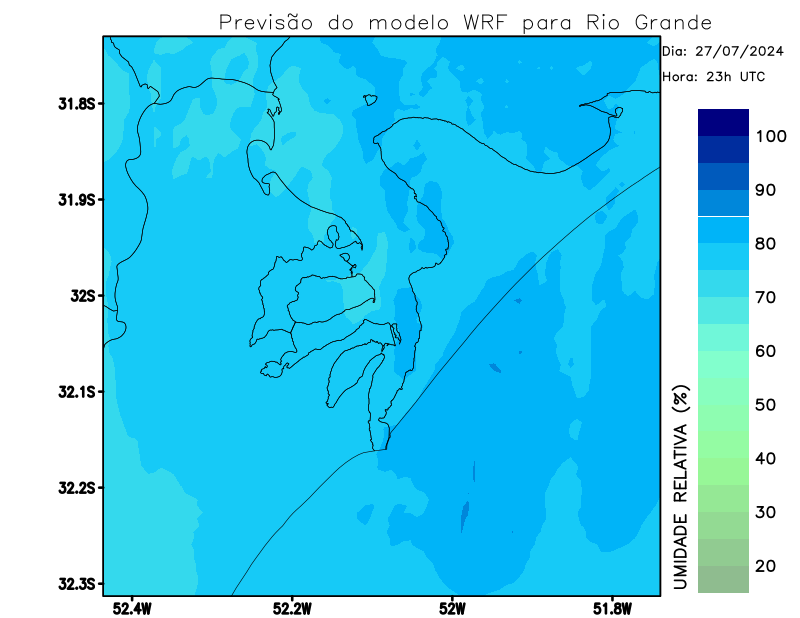 Previsão do modelo WRF para Rio Grande
Dia: 27/07/2024
Hora: 23h UTC
31.8S
31.9S
32S
32.1S
32.2S
32.3S
52.4W
52.2W
52W
51.8W
100
90
80
70
60
50
40
30
20
UMIDADE RELATIVA (%)